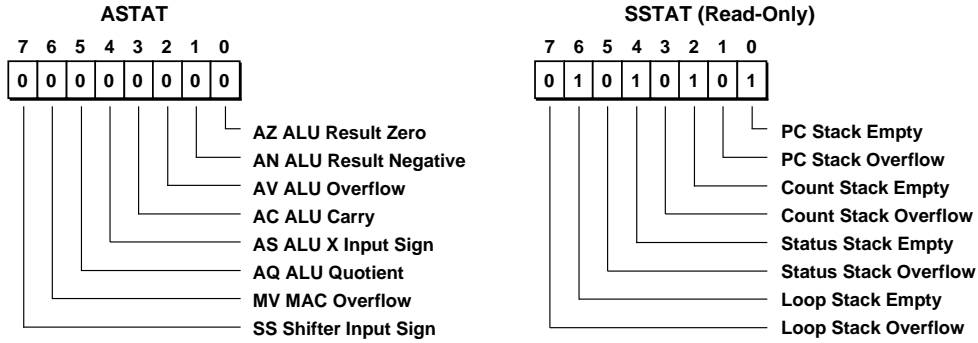 ASTAT
7 6 5 4 3 2 1 0
0 0 0 0 0 0 0 0
AZ ALU Result Zero
AN ALU Result Negative
AV ALU Overflow
AC ALU Carry
AS ALU X Input Sign
AQ ALU Quotient
MV MAC Overflow
SS Shifter Input Sign
SSTAT (Read-Only)
7 6 5 4 3 2 1 0
0 1 0 1 0 1 0 1
PC Stack Empty
PC Stack Overflow
Count Stack Empty
Count Stack Overflow
Status Stack Empty
Status Stack Overflow
Loop Stack Empty
Loop Stack Overflow